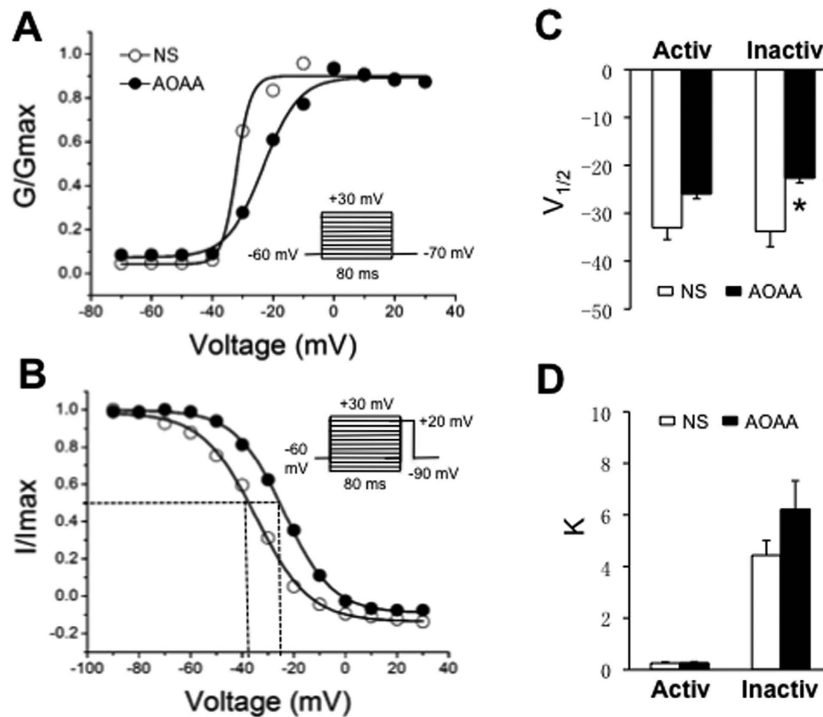 A
NS
AOAA
1.0
0.8
0.6
0.4
0.2
0.0
G/Gmax
+30 mV
-60 mV
-70 mV
80 ms
-80 -60 -40 -20 0 20 40
Voltage (mV)
B
1.0
0.8
0.6
0.4
0.2
0.0
-0.2
I/Imax
+30 mV
+20 mV
-60
mV
-90 mV
80 ms
-100 -80 -60 -40 -20 0 20 40
Voltage (mV)
C
Activ Inactiv
0
-10
-20
-30
-40
-50
V1/2
*
NS AOAA
D
10
8
6
4
2
0
K
NS AOAA
Activ Inactiv